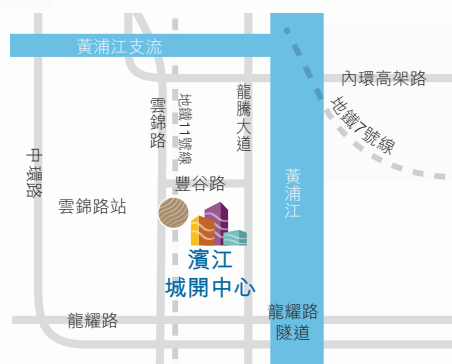 黃浦江支流
內環高架路
地鐵7號線
龍騰大道
雲錦路
地鐵11號線
中環路
豐谷路
黃浦江
雲錦路站
濱江
城開中心
龍耀路
龍耀路
隧道